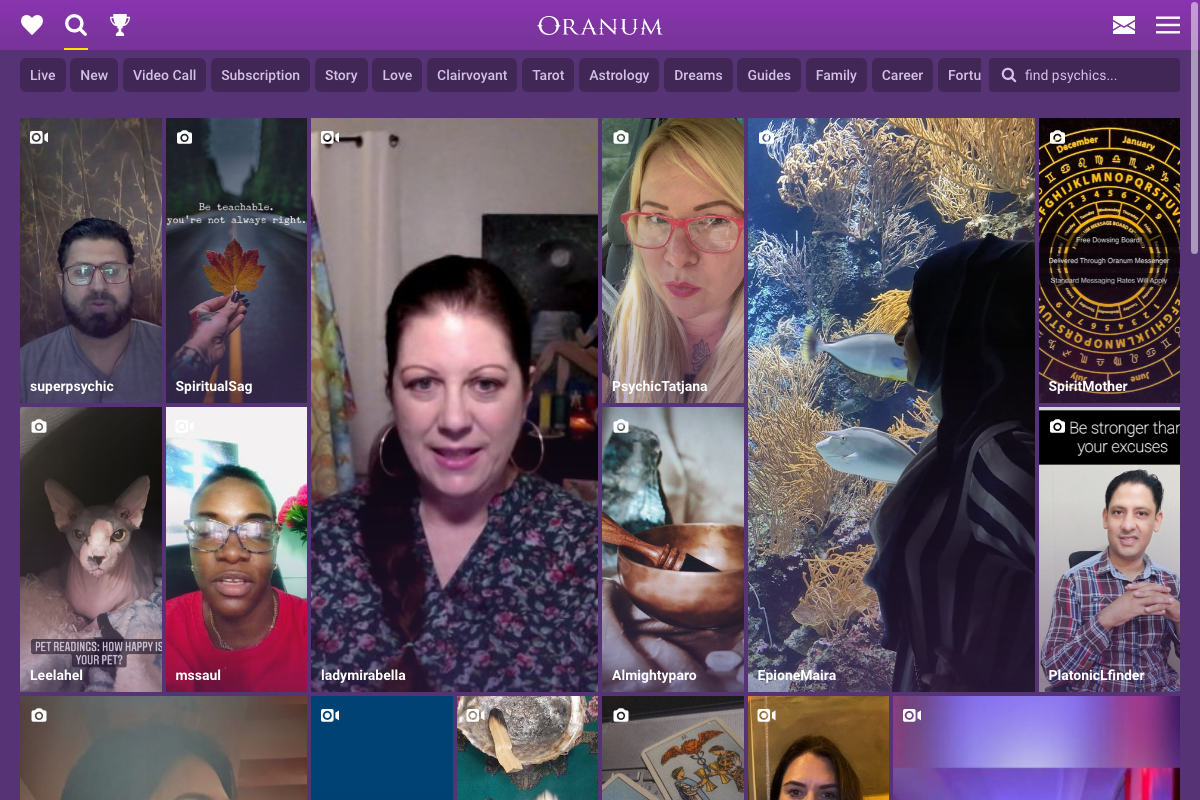 ORANUM
Live
New
Video Call
Subscription
Story
Love
Clairvoyant
Tarot
Astrology
Dreams
Guides
Family
Career
Fortu
find psychics...
Be teachable.
you're not always right.
superpsychic
SpiritualSag
ladymirabella
PsychicTatjana
EpioneMaira
December
January
Free Dowsing Board!
Delivered Through Oranum Messenger
Standard Messaging Rates Will Apply
July
June
SpiritMother
PET READINGS: HOW HAPPY IS
YOUR PET?
Leelahel
mssaul
Almightyparo
Be stronger than
your excuses
PlatonicLfinder